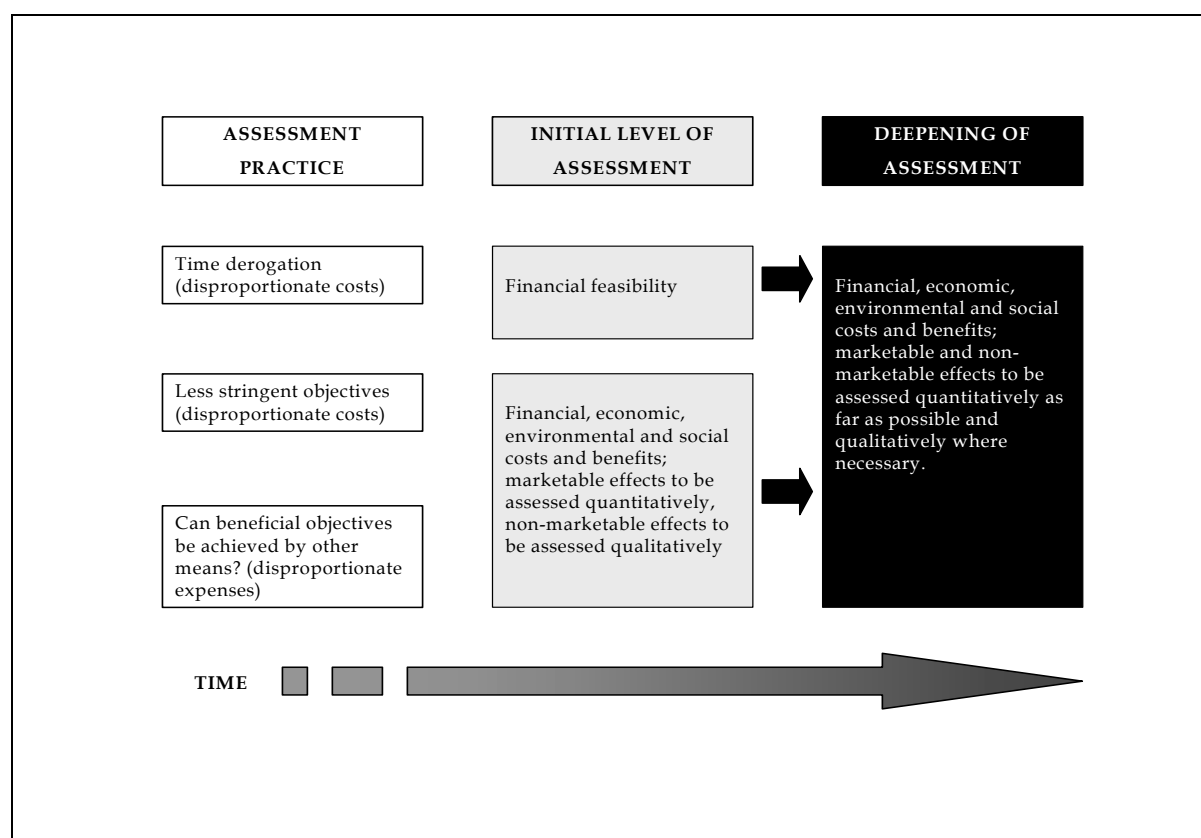 ASSESSMENT
PRACTICE
INITIAL LEVEL OF
ASSESSMENT
DEEPENING OF
ASSESSMENT
Time derogation
(disproportionate costs)
Financial feasibility
Financial, economic,
environmental and social
costs and benefits;
marketable and non-
marketable effects to be
assessed quantitatively as
far as possible and
qualitatively where
necessary.
Less stringent objectives
(disproportionate costs)
Financial, economic,
environmental and social
costs and benefits;
marketable effects to be
assessed quantitatively,
non-marketable effects to
be assessed qualitatively
Can beneficial objectives
be achieved by other
means? (disproportionate
expenses)
TIME